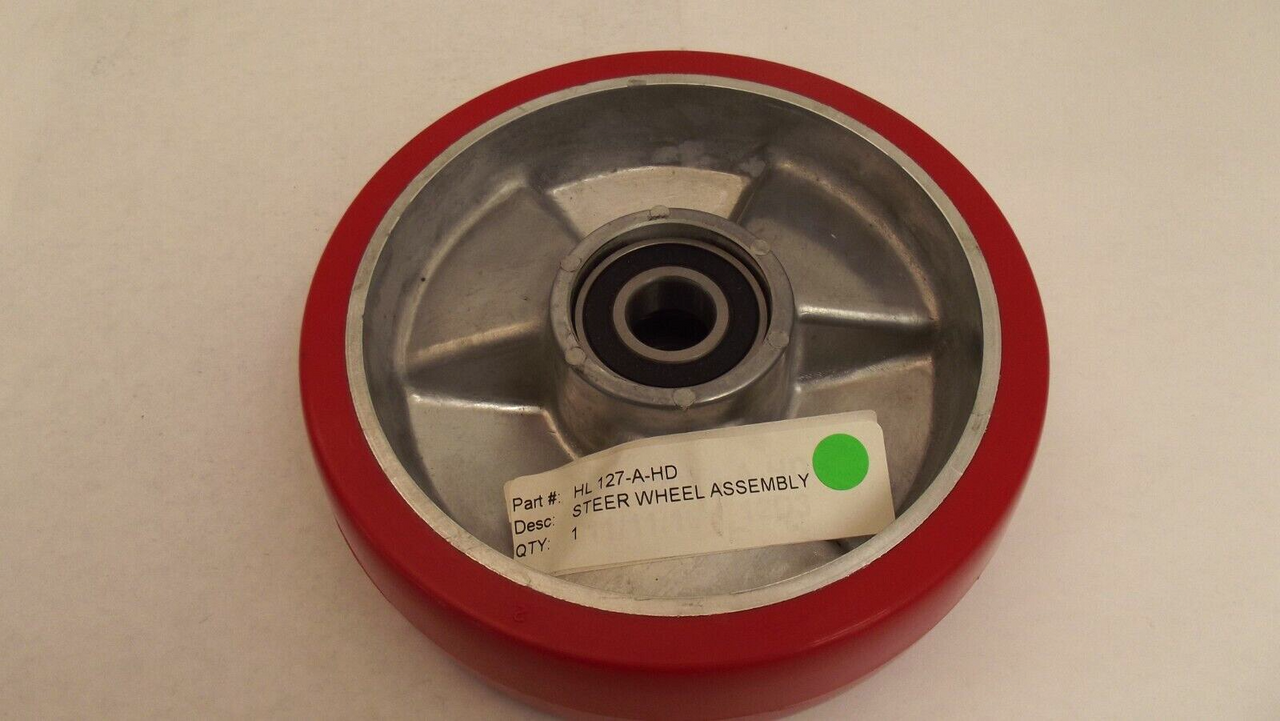 Part #: HL 127-A-HD
Desc: STEER WHEEL ASSEMBLY
QTY: 1